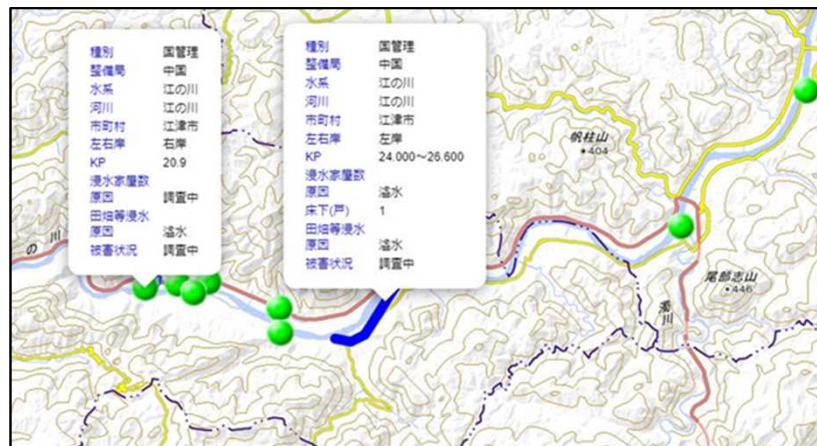 種別 国管理
整備局 中国
水系 江の川
河川 江の川
市町村 江津市
左右岸 右岸
KP 20.9
浸水家屋数
原因 調査中
田畑等浸水
原因 溢水
被害状況 調査中
種別 国管理
整備局 中国
水系 江の川
河川 江の川
市町村 江津市
左右岸 左岸
KP 24.000～26.600
浸水家屋数
原因 溢水
床下(戸) 1
田畑等浸水
原因 溢水
被害状況 調査中
帆柱山
・404
の川
尾部志山
・446
濁川